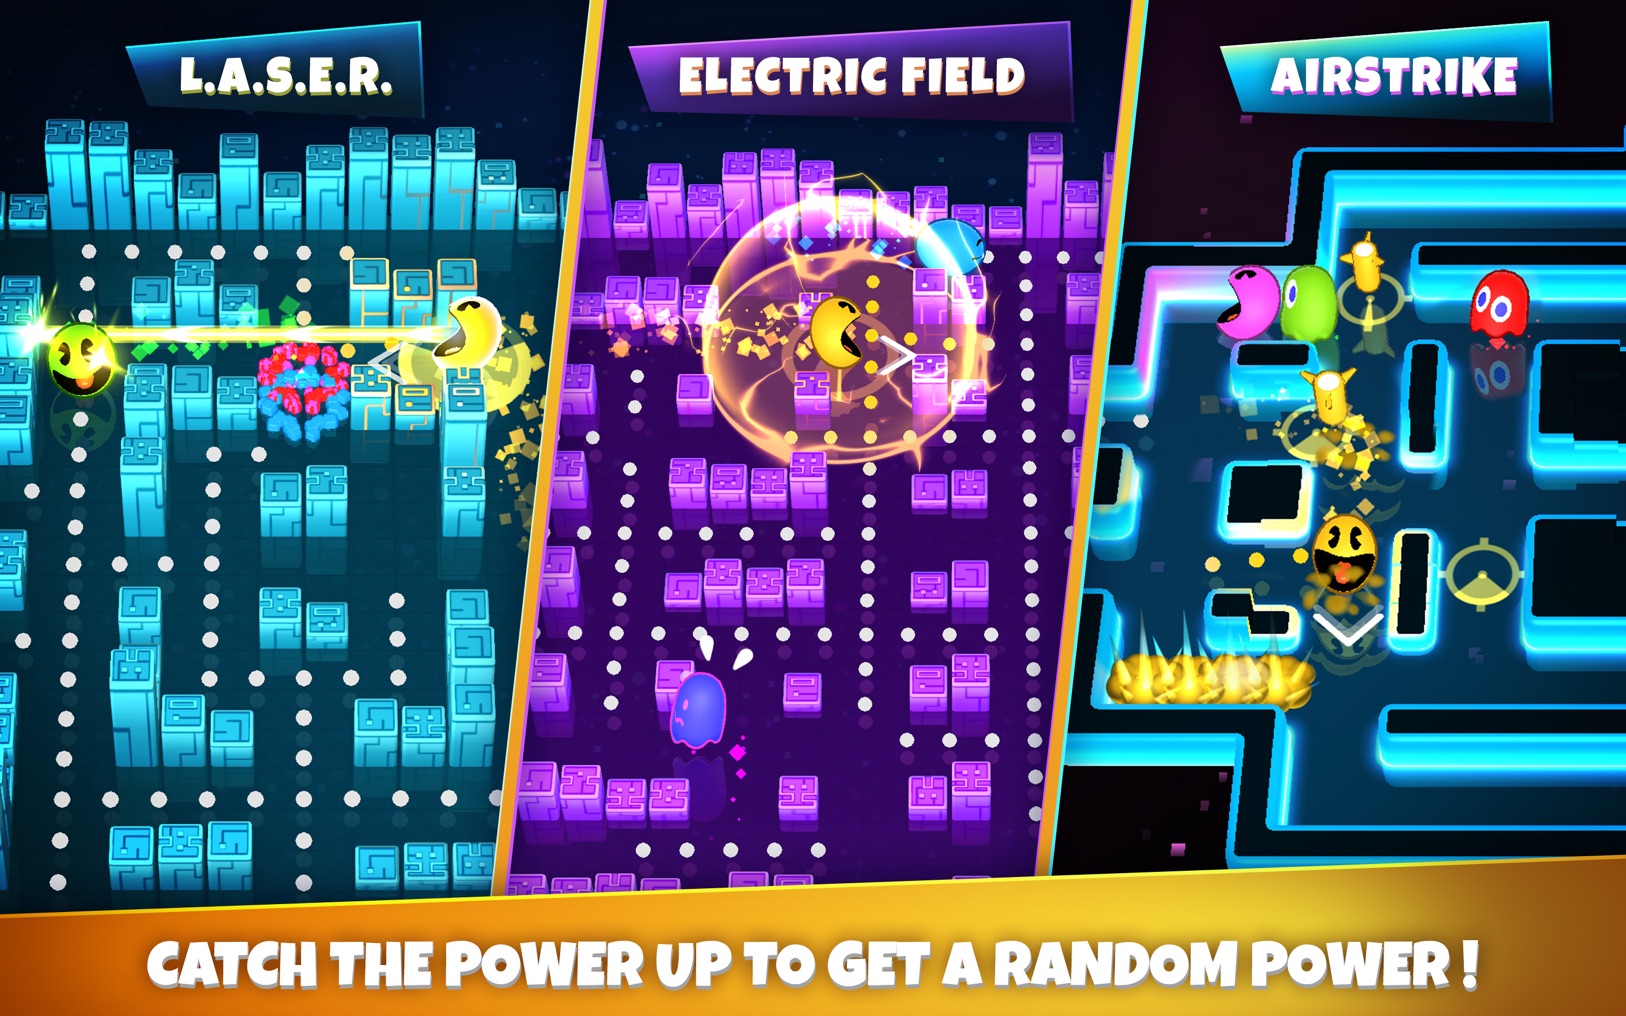 L.A.S.E.R.
ELECTRIC FIELD
AIRSTRIKE
CATCH THE POWER UP TO GET A RANDOM POWER !